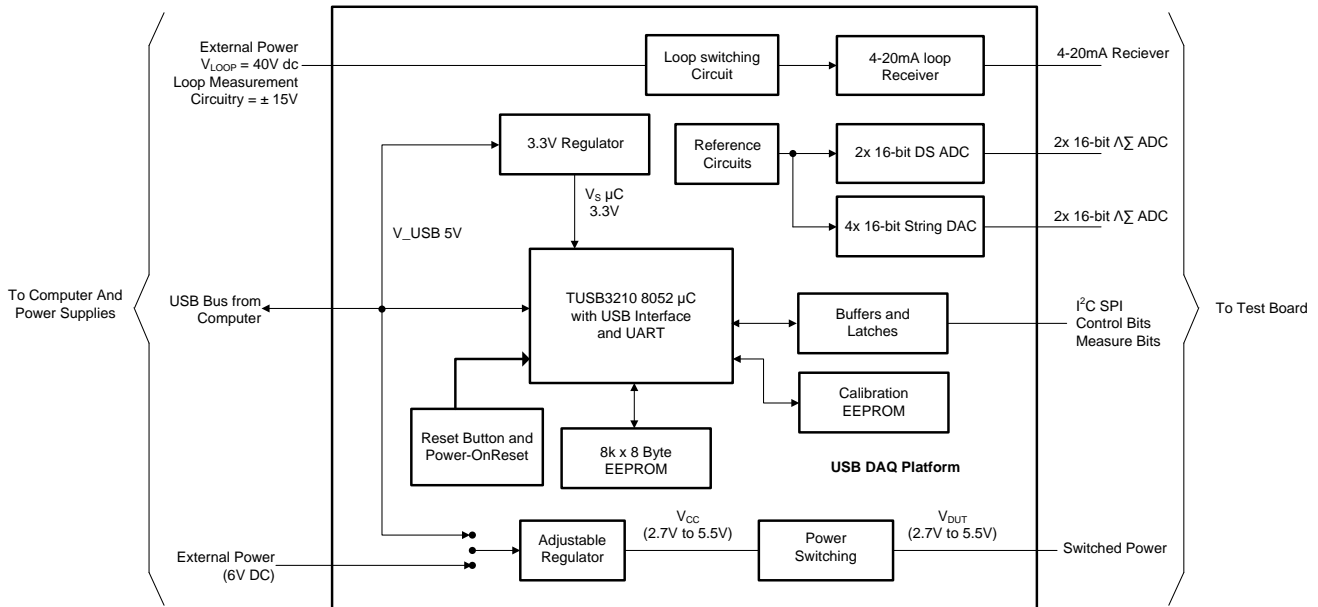 External Power
VLOOP = 40V dc
Loop Measurement
Circuitry = ± 15V
Loop switching
Circuit
4-20mA loop
Receiver
4-20mA Reciever
3.3V Regulator
Reference
Circuits
2x 16-bit DS ADC
2x 16-bit Λ∑ ADC
VS µC
3.3V
V_USB 5V
4x 16-bit String DAC
2x 16-bit Λ∑ ADC
To Computer And
Power Supplies
USB Bus from
Computer
TUSB3210 8052 µC
with USB Interface
and UART
Buffers and
Latches
I2C SPI
Control Bits
Measure Bits
To Test Board
Calibration
EEPROM
Reset Button and
Power-OnReset
8k x 8 Byte
EEPROM
USB DAQ Platform
External Power
(6V DC)
Adjustable
Regulator
VCC
(2.7V to 5.5V)
Power
Switching
VDUT
(2.7V to 5.5V)
Switched Power